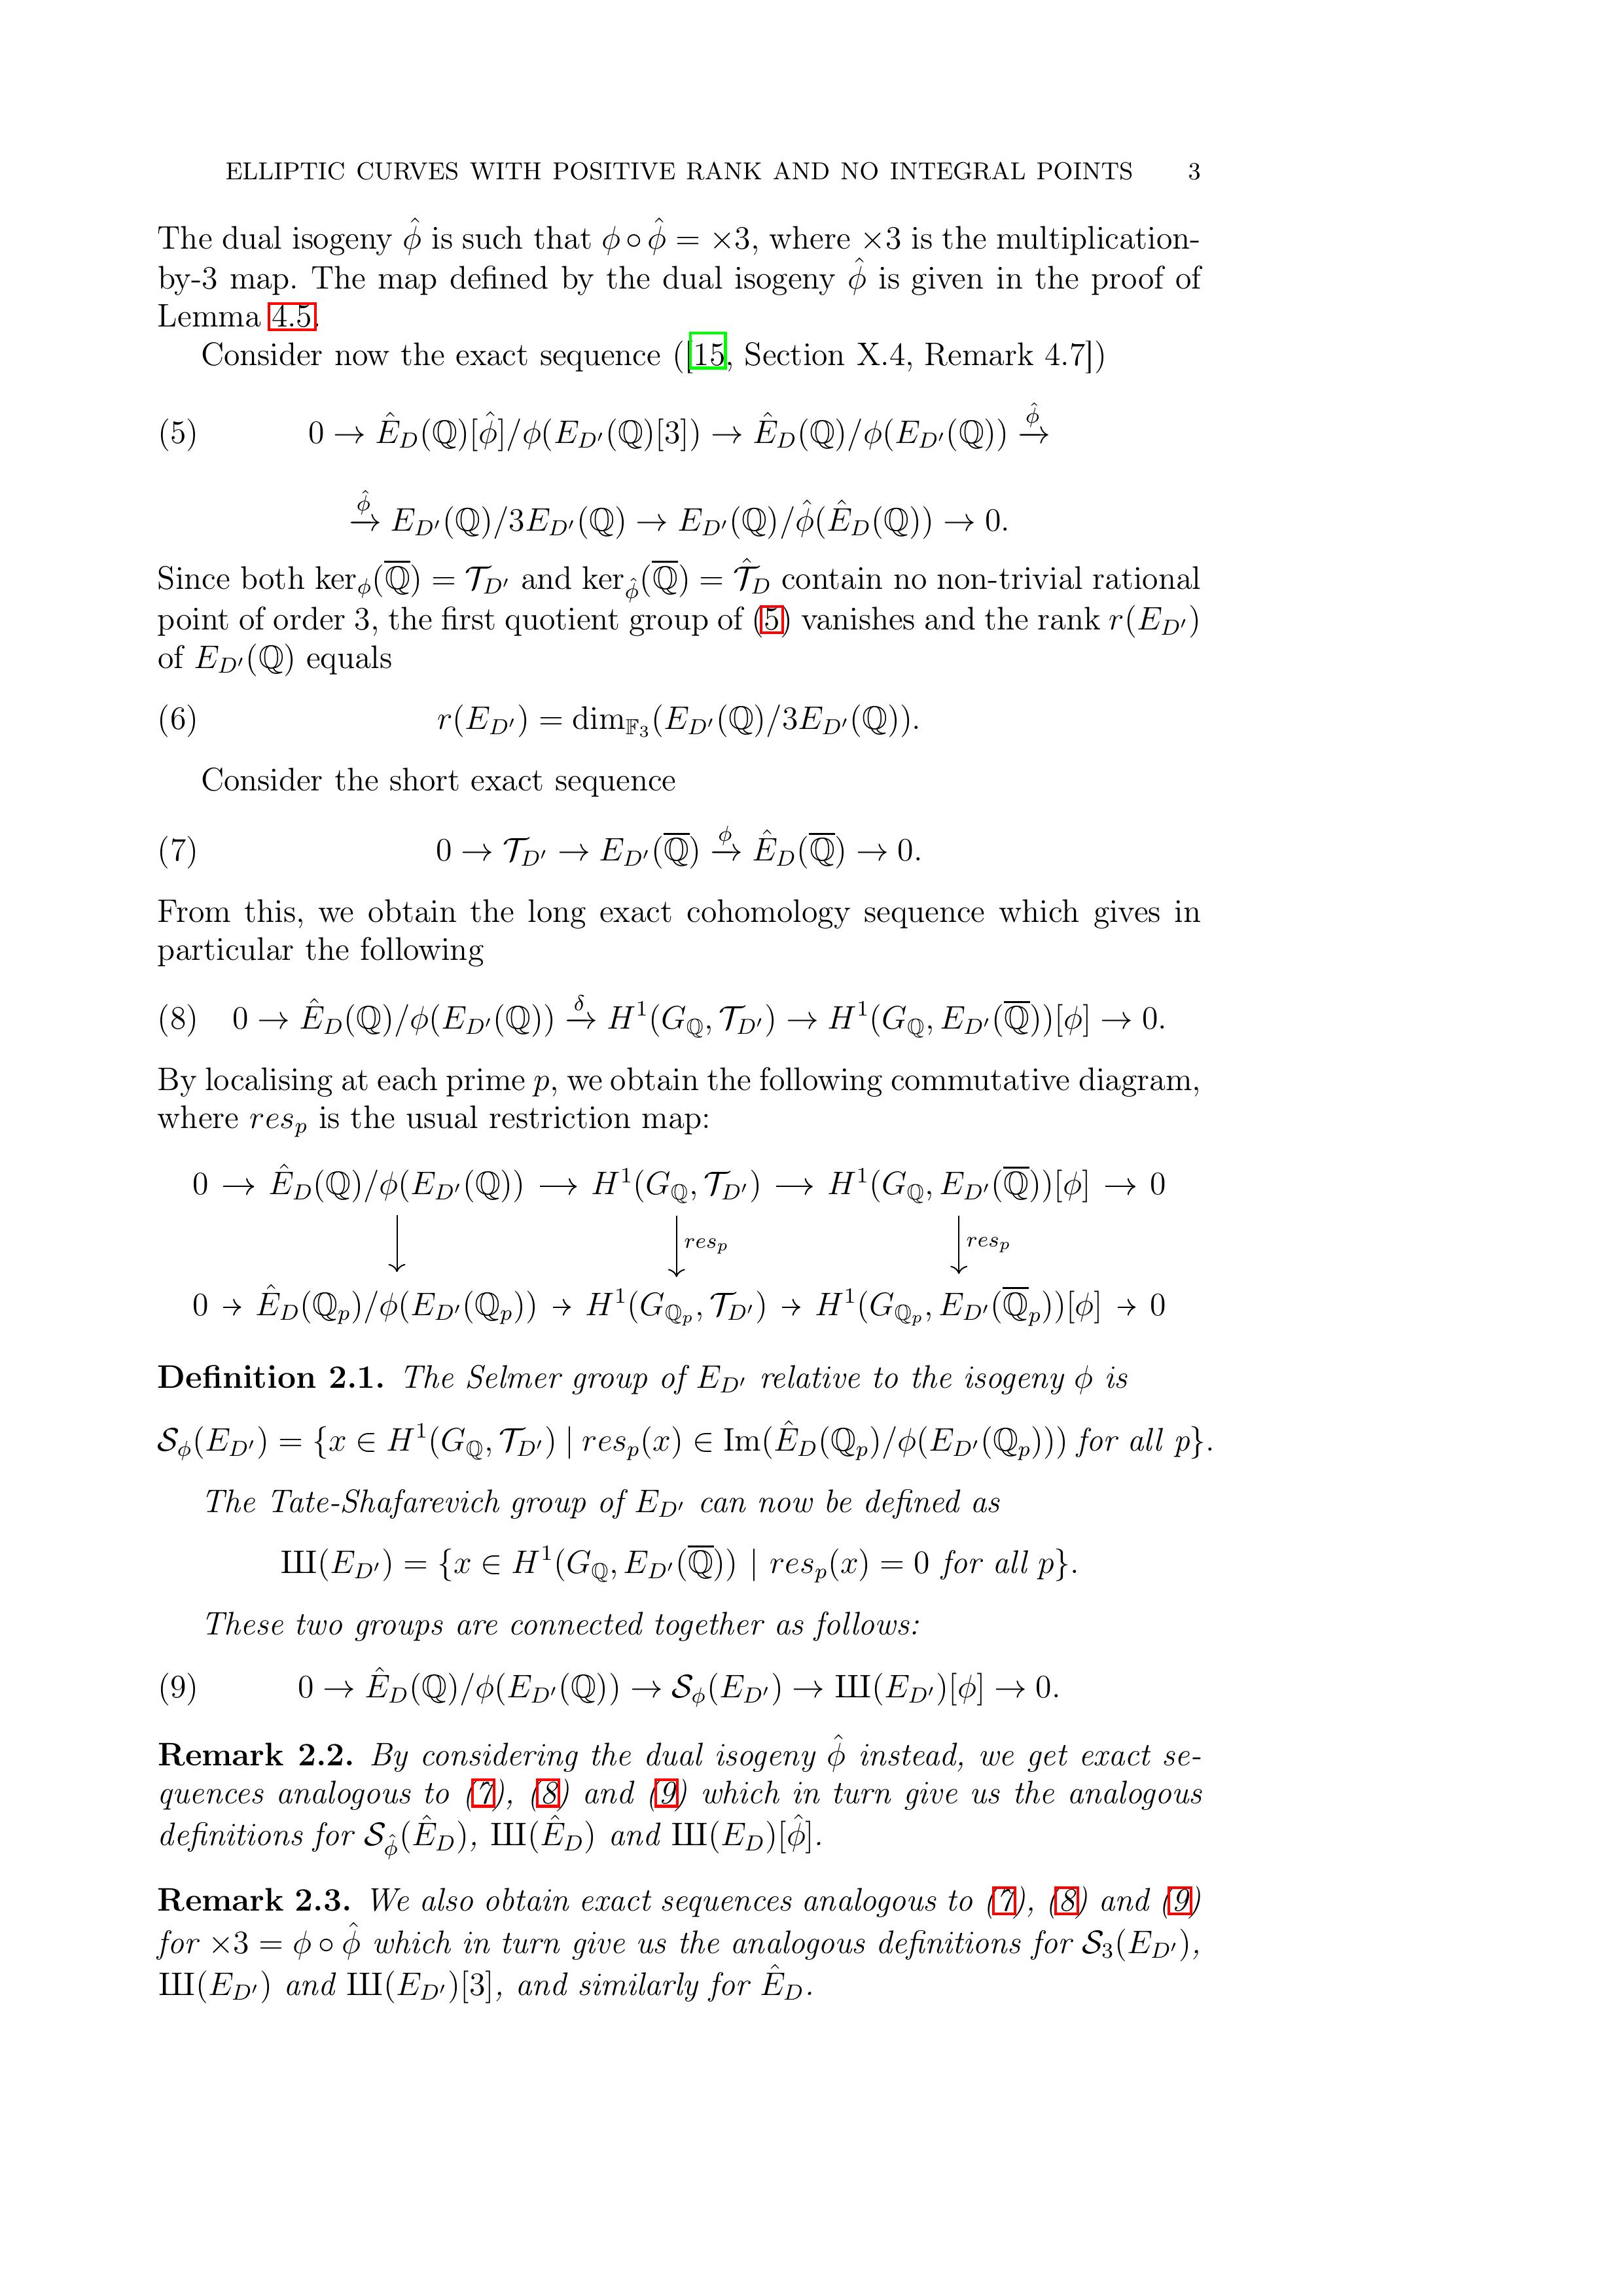 ELLIPTIC CURVES WITH POSITIVE RANK AND NO INTEGRAL POINTS 3
The dual isogeny $\hat{\phi}$ is such that $\phi \circ \hat{\phi} = \times 3$, where $\times 3$ is the multiplication-
by-3 map. The map defined by the dual isogeny $\hat{\phi}$ is given in the proof of
Lemma 4.5.
Consider now the exact sequence ([15, Section X.4, Remark 4.7])
(5) $0 \to \hat{E}_D(\mathbb{Q})[\hat{\phi}]/\phi(E_{D'}(\mathbb{Q})[3]) \to \hat{E}_D(\mathbb{Q})/\phi(E_{D'}(\mathbb{Q})) \xrightarrow{\hat{\phi}}$
$\xrightarrow{\hat{\phi}} E_{D'}(\mathbb{Q})/3E_{D'}(\mathbb{Q}) \to E_{D'}(\mathbb{Q})/\hat{\phi}(\hat{E}_D(\mathbb{Q})) \to 0.$
Since both $\ker_{\phi}(\overline{\mathbb{Q}}) = \mathcal{T}_{D'}$ and $\ker_{\hat{\phi}}(\overline{\mathbb{Q}}) = \hat{\mathcal{T}}_D$ contain no non-trivial rational
point of order 3, the first quotient group of (5) vanishes and the rank $r(E_{D'})$
of $E_{D'}(\mathbb{Q})$ equals
(6) $r(E_{D'}) = \dim_{\mathbb{F}_3}(E_{D'}(\mathbb{Q})/3E_{D'}(\mathbb{Q})).$
Consider the short exact sequence
(7) $0 \to \mathcal{T}_{D'} \to E_{D'}(\overline{\mathbb{Q}}) \xrightarrow{\phi} \hat{E}_D(\overline{\mathbb{Q}}) \to 0.$
From this, we obtain the long exact cohomology sequence which gives in
particular the following
(8) $0 \to \hat{E}_D(\mathbb{Q})/\phi(E_{D'}(\mathbb{Q})) \xrightarrow{\delta} H^1(G_{\mathbb{Q}}, \mathcal{T}_{D'}) \to H^1(G_{\mathbb{Q}}, E_{D'}(\overline{\mathbb{Q}}))[\phi] \to 0.$
By localising at each prime $p$, we obtain the following commutative diagram,
where $res_p$ is the usual restriction map:
$0 \to \hat{E}_D(\mathbb{Q})/\phi(E_{D'}(\mathbb{Q})) \longrightarrow H^1(G_{\mathbb{Q}}, \mathcal{T}_{D'}) \longrightarrow H^1(G_{\mathbb{Q}}, E_{D'}(\overline{\mathbb{Q}}))[\phi] \to 0$
$\downarrow \quad \downarrow res_p \quad \downarrow res_p$
$0 \to \hat{E}_D(\mathbb{Q}_p)/\phi(E_{D'}(\mathbb{Q}_p)) \to H^1(G_{\mathbb{Q}_p}, \mathcal{T}_{D'}) \to H^1(G_{\mathbb{Q}_p}, E_{D'}(\overline{\mathbb{Q}}_p))[\phi] \to 0$
Definition 2.1. The Selmer group of $E_{D'}$ relative to the isogeny $\phi$ is
$\mathcal{S}_{\phi}(E_{D'}) = \{x \in H^1(G_{\mathbb{Q}}, \mathcal{T}_{D'}) \mid res_p(x) \in \mathrm{Im}(\hat{E}_D(\mathbb{Q}_p)/\phi(E_{D'}(\mathbb{Q}_p))) \text{ for all } p\}.$
The Tate-Shafarevich group of $E_{D'}$ can now be defined as
$Ш(E_{D'}) = \{x \in H^1(G_{\mathbb{Q}}, E_{D'}(\overline{\mathbb{Q}})) \mid res_p(x) = 0 \text{ for all } p\}.$
These two groups are connected together as follows:
(9) $0 \to \hat{E}_D(\mathbb{Q})/\phi(E_{D'}(\mathbb{Q})) \to \mathcal{S}_{\phi}(E_{D'}) \to Ш(E_{D'})[\phi] \to 0.$
Remark 2.2. By considering the dual isogeny $\hat{\phi}$ instead, we get exact se-
quences analogous to (7), (8) and (9) which in turn give us the analogous
definitions for $\mathcal{S}_{\hat{\phi}}(\hat{E}_D)$, $Ш(\hat{E}_D)$ and $Ш(E_D)[\hat{\phi}]$.
Remark 2.3. We also obtain exact sequences analogous to (7), (8) and (9)
for $\times 3 = \phi \circ \hat{\phi}$ which in turn give us the analogous definitions for $\mathcal{S}_3(E_{D'})$,
$Ш(E_{D'})$ and $Ш(E_{D'})[3]$, and similarly for $\hat{E}_D$.